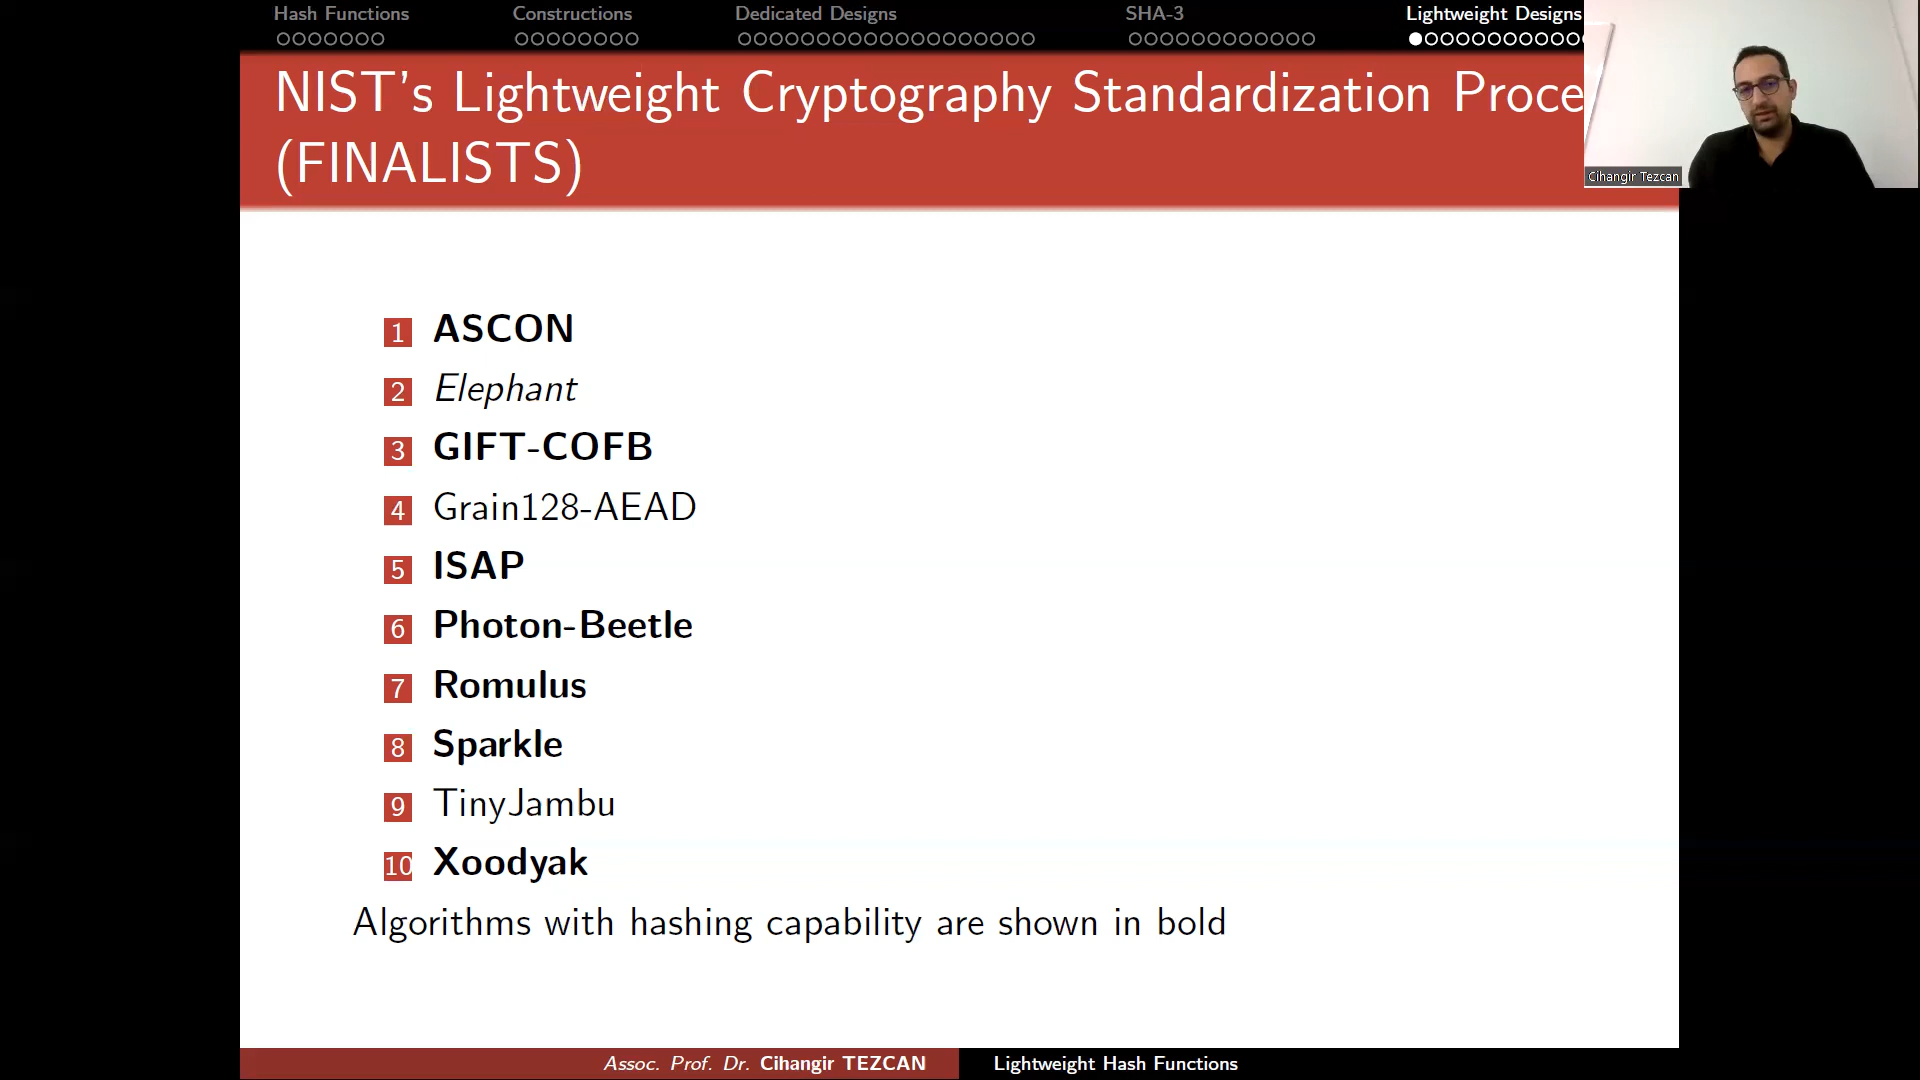 Hash Functions
Constructions
Dedicated Designs
SHA-3
Lightweight Designs
NIST's Lightweight Cryptography Standardization Proce
(FINALISTS)
Cihangir Tezcan
1 ASCON
2 Elephant
3 GIFT-COFB
4 Grain128-AEAD
5 ISAP
6 Photon-Beetle
7 Romulus
8 Sparkle
9 TinyJambu
10 Xoodyak
Algorithms with hashing capability are shown in bold
Assoc. Prof. Dr. Cihangir TEZCAN
Lightweight Hash Functions